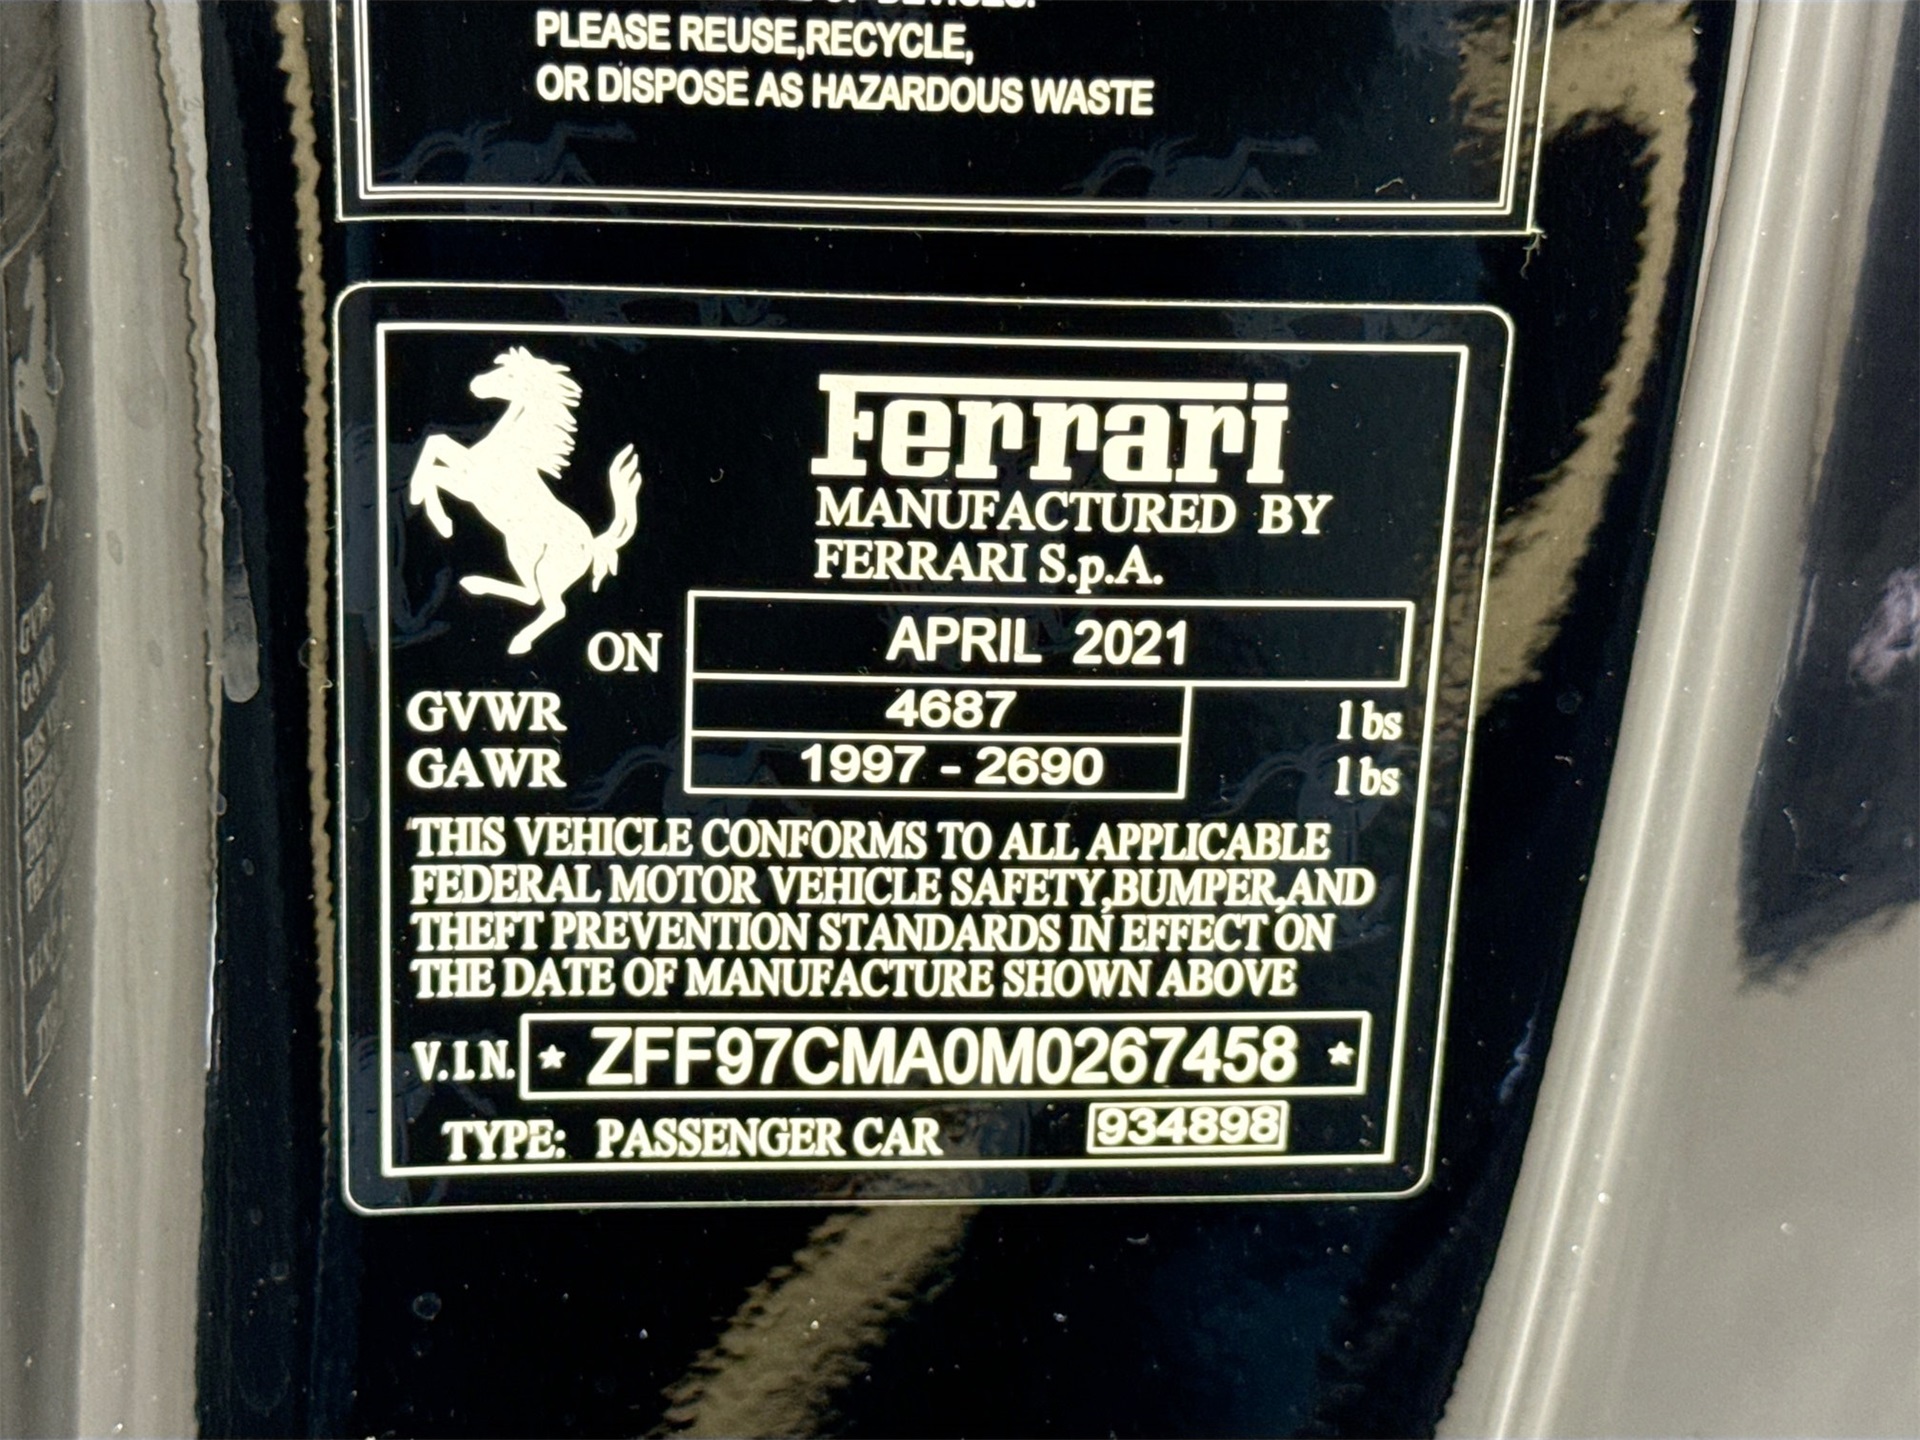 PLEASE REUSE,RECYCLE,
OR DISPOSE AS HAZARDOUS WASTE
Ferrari
MANUFACTURED BY
FERRARI S.p.A.
ON APRIL 2021
GVWR 4687 lbs
GAWR 1997 - 2690 lbs
THIS VEHICLE CONFORMS TO ALL APPLICABLE
FEDERAL MOTOR VEHICLE SAFETY,BUMPER,AND
THEFT PREVENTION STANDARDS IN EFFECT ON
THE DATE OF MANUFACTURE SHOWN ABOVE
V.I.N. * ZFF97CMA0M0267458 *
TYPE: PASSENGER CAR 934898